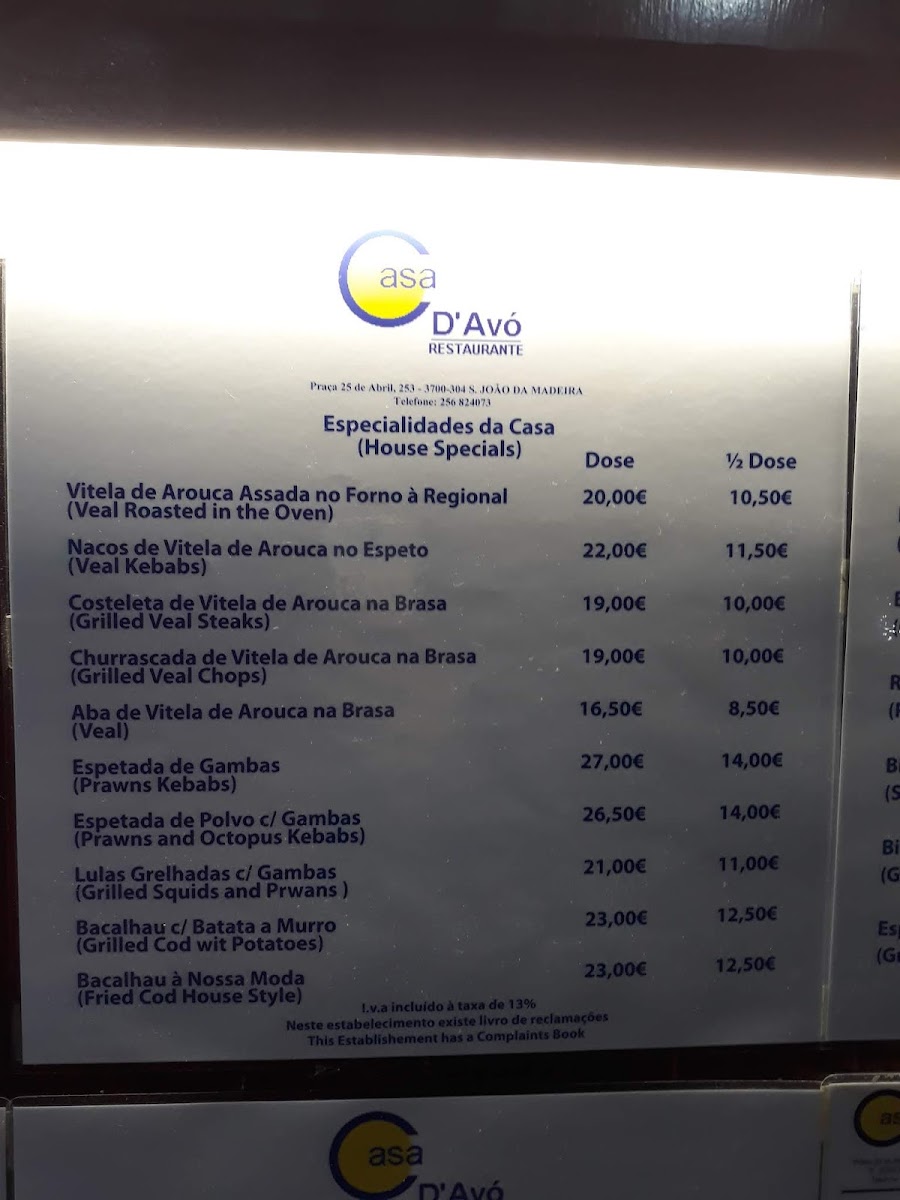 Casa
D'Avó
RESTAURANTE
Praça 25 de Abril, 253 - 3700-304 S. JOÃO DA MADEIRA
Telefone: 256 824073
Especialidades da Casa
(House Specials)
Dose ½ Dose
Vitela de Arouca Assada no Forno à Regional 20,00€ 10,50€
(Veal Roasted in the Oven)
Nacos de Vitela de Arouca no Espeto 22,00€ 11,50€
(Veal Kebabs)
Costeleta de Vitela de Arouca na Brasa 19,00€ 10,00€
(Grilled Veal Steaks)
Churrascada de Vitela de Arouca na Brasa 19,00€ 10,00€
(Grilled Veal Chops)
Aba de Vitela de Arouca na Brasa 16,50€ 8,50€
(Veal)
Espetada de Gambas 27,00€ 14,00€
(Prawns Kebabs)
Espetada de Polvo c/ Gambas 26,50€ 14,00€
(Prawns and Octopus Kebabs)
Lulas Grelhadas c/ Gambas 21,00€ 11,00€
(Grilled Squids and Prwans )
Bacalhau c/ Batata a Murro 23,00€ 12,50€
(Grilled Cod wit Potatoes)
Bacalhau à Nossa Moda 23,00€ 12,50€
(Fried Cod House Style)
I.v.a incluído à taxa de 13%
Neste estabelecimento existe livro de reclamações
This Establishement has a Complaints Book
Casa
D'Avó